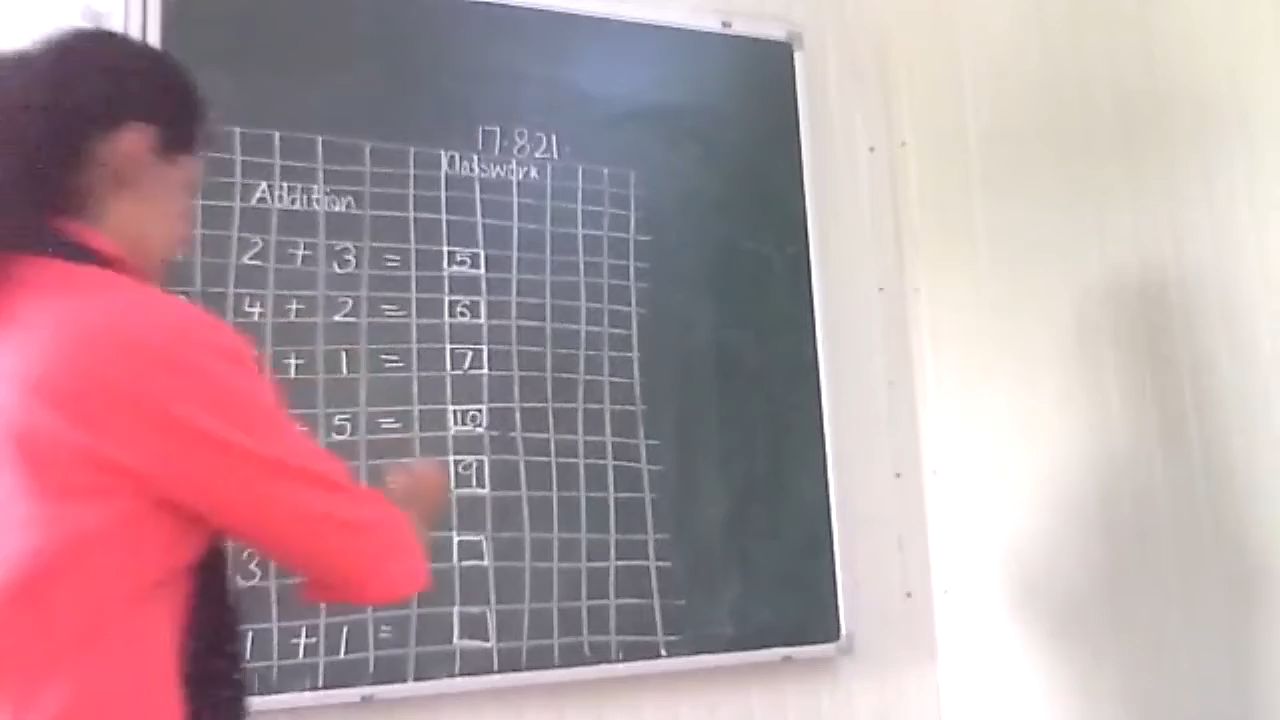 17.8.21
Classwork
Addition
2 + 3 = 5
4 + 2 = 6
+ 1 = 7
5 = 10
9
3
1 + 1 =